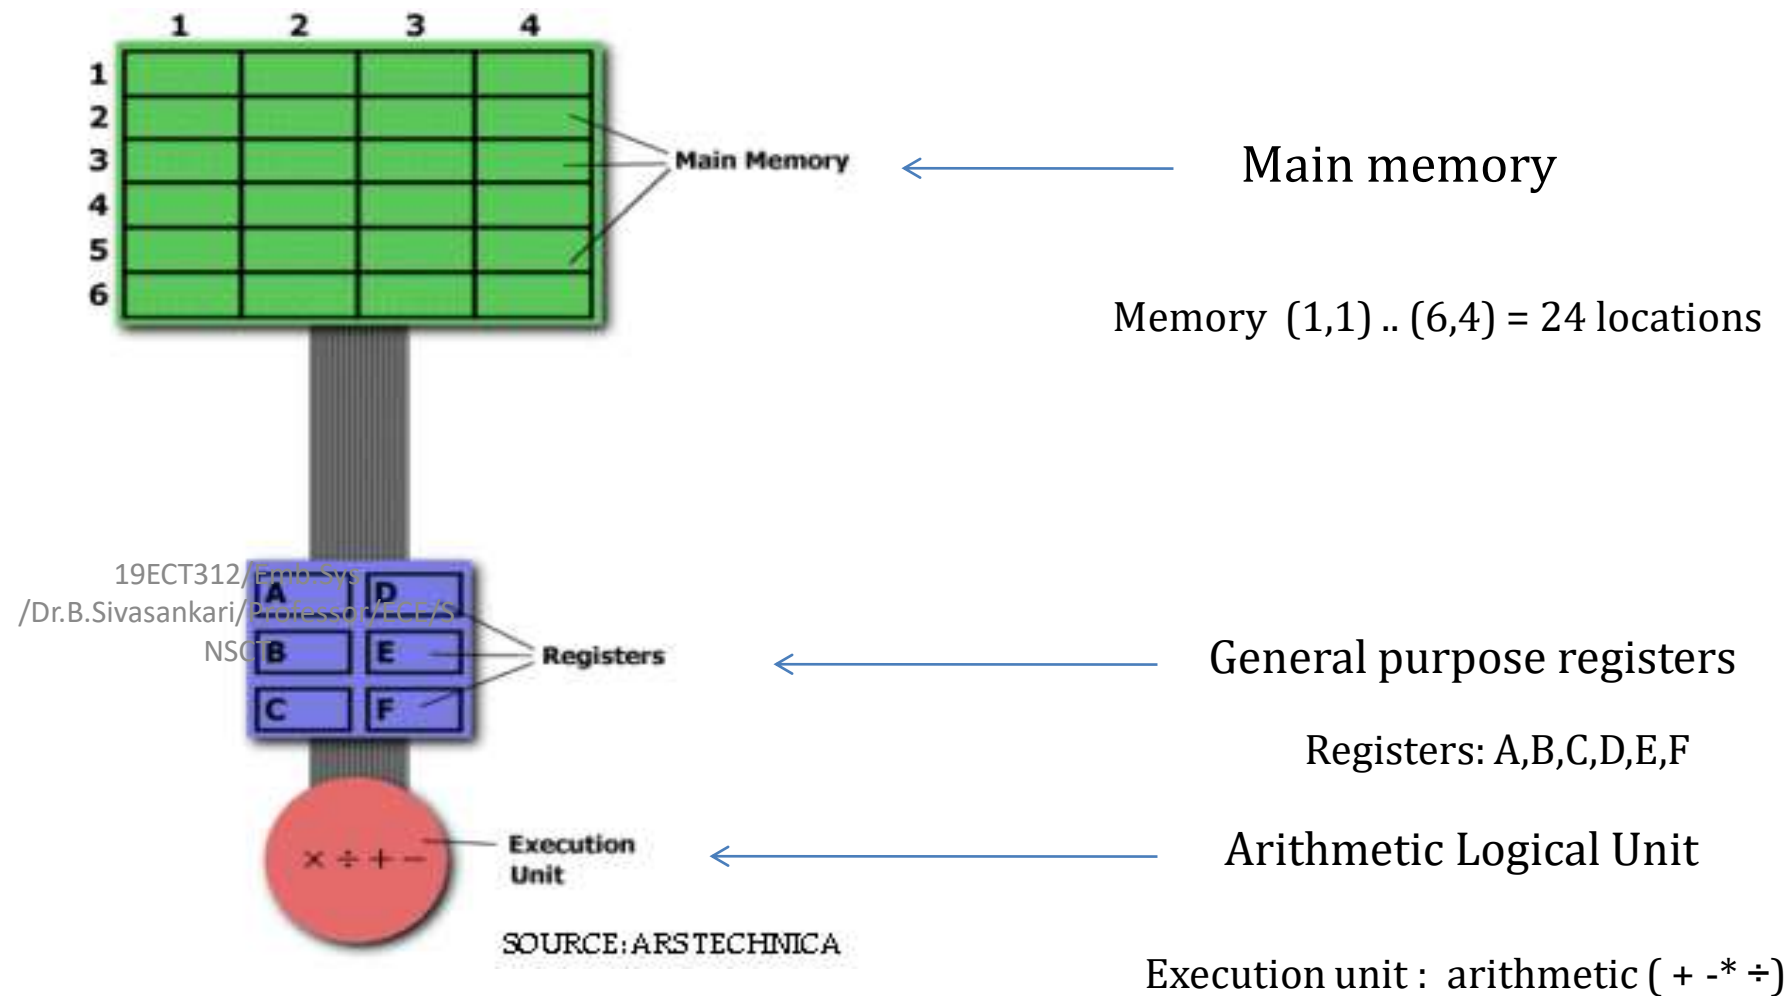 1 2 3 4
1
2
3
4
5
6
Main Memory
Main memory
Memory (1,1) .. (6,4) = 24 locations
19ECT312/Emb.Sys
/Dr.B.Sivasankari/Professor/ECE/S
NSCT
A D
B E
C F
Registers
General purpose registers
Registers: A,B,C,D,E,F
× ÷ + −
Execution
Unit
Arithmetic Logical Unit
SOURCE: ARSTECHNICA
Execution unit : arithmetic ( + -* ÷)